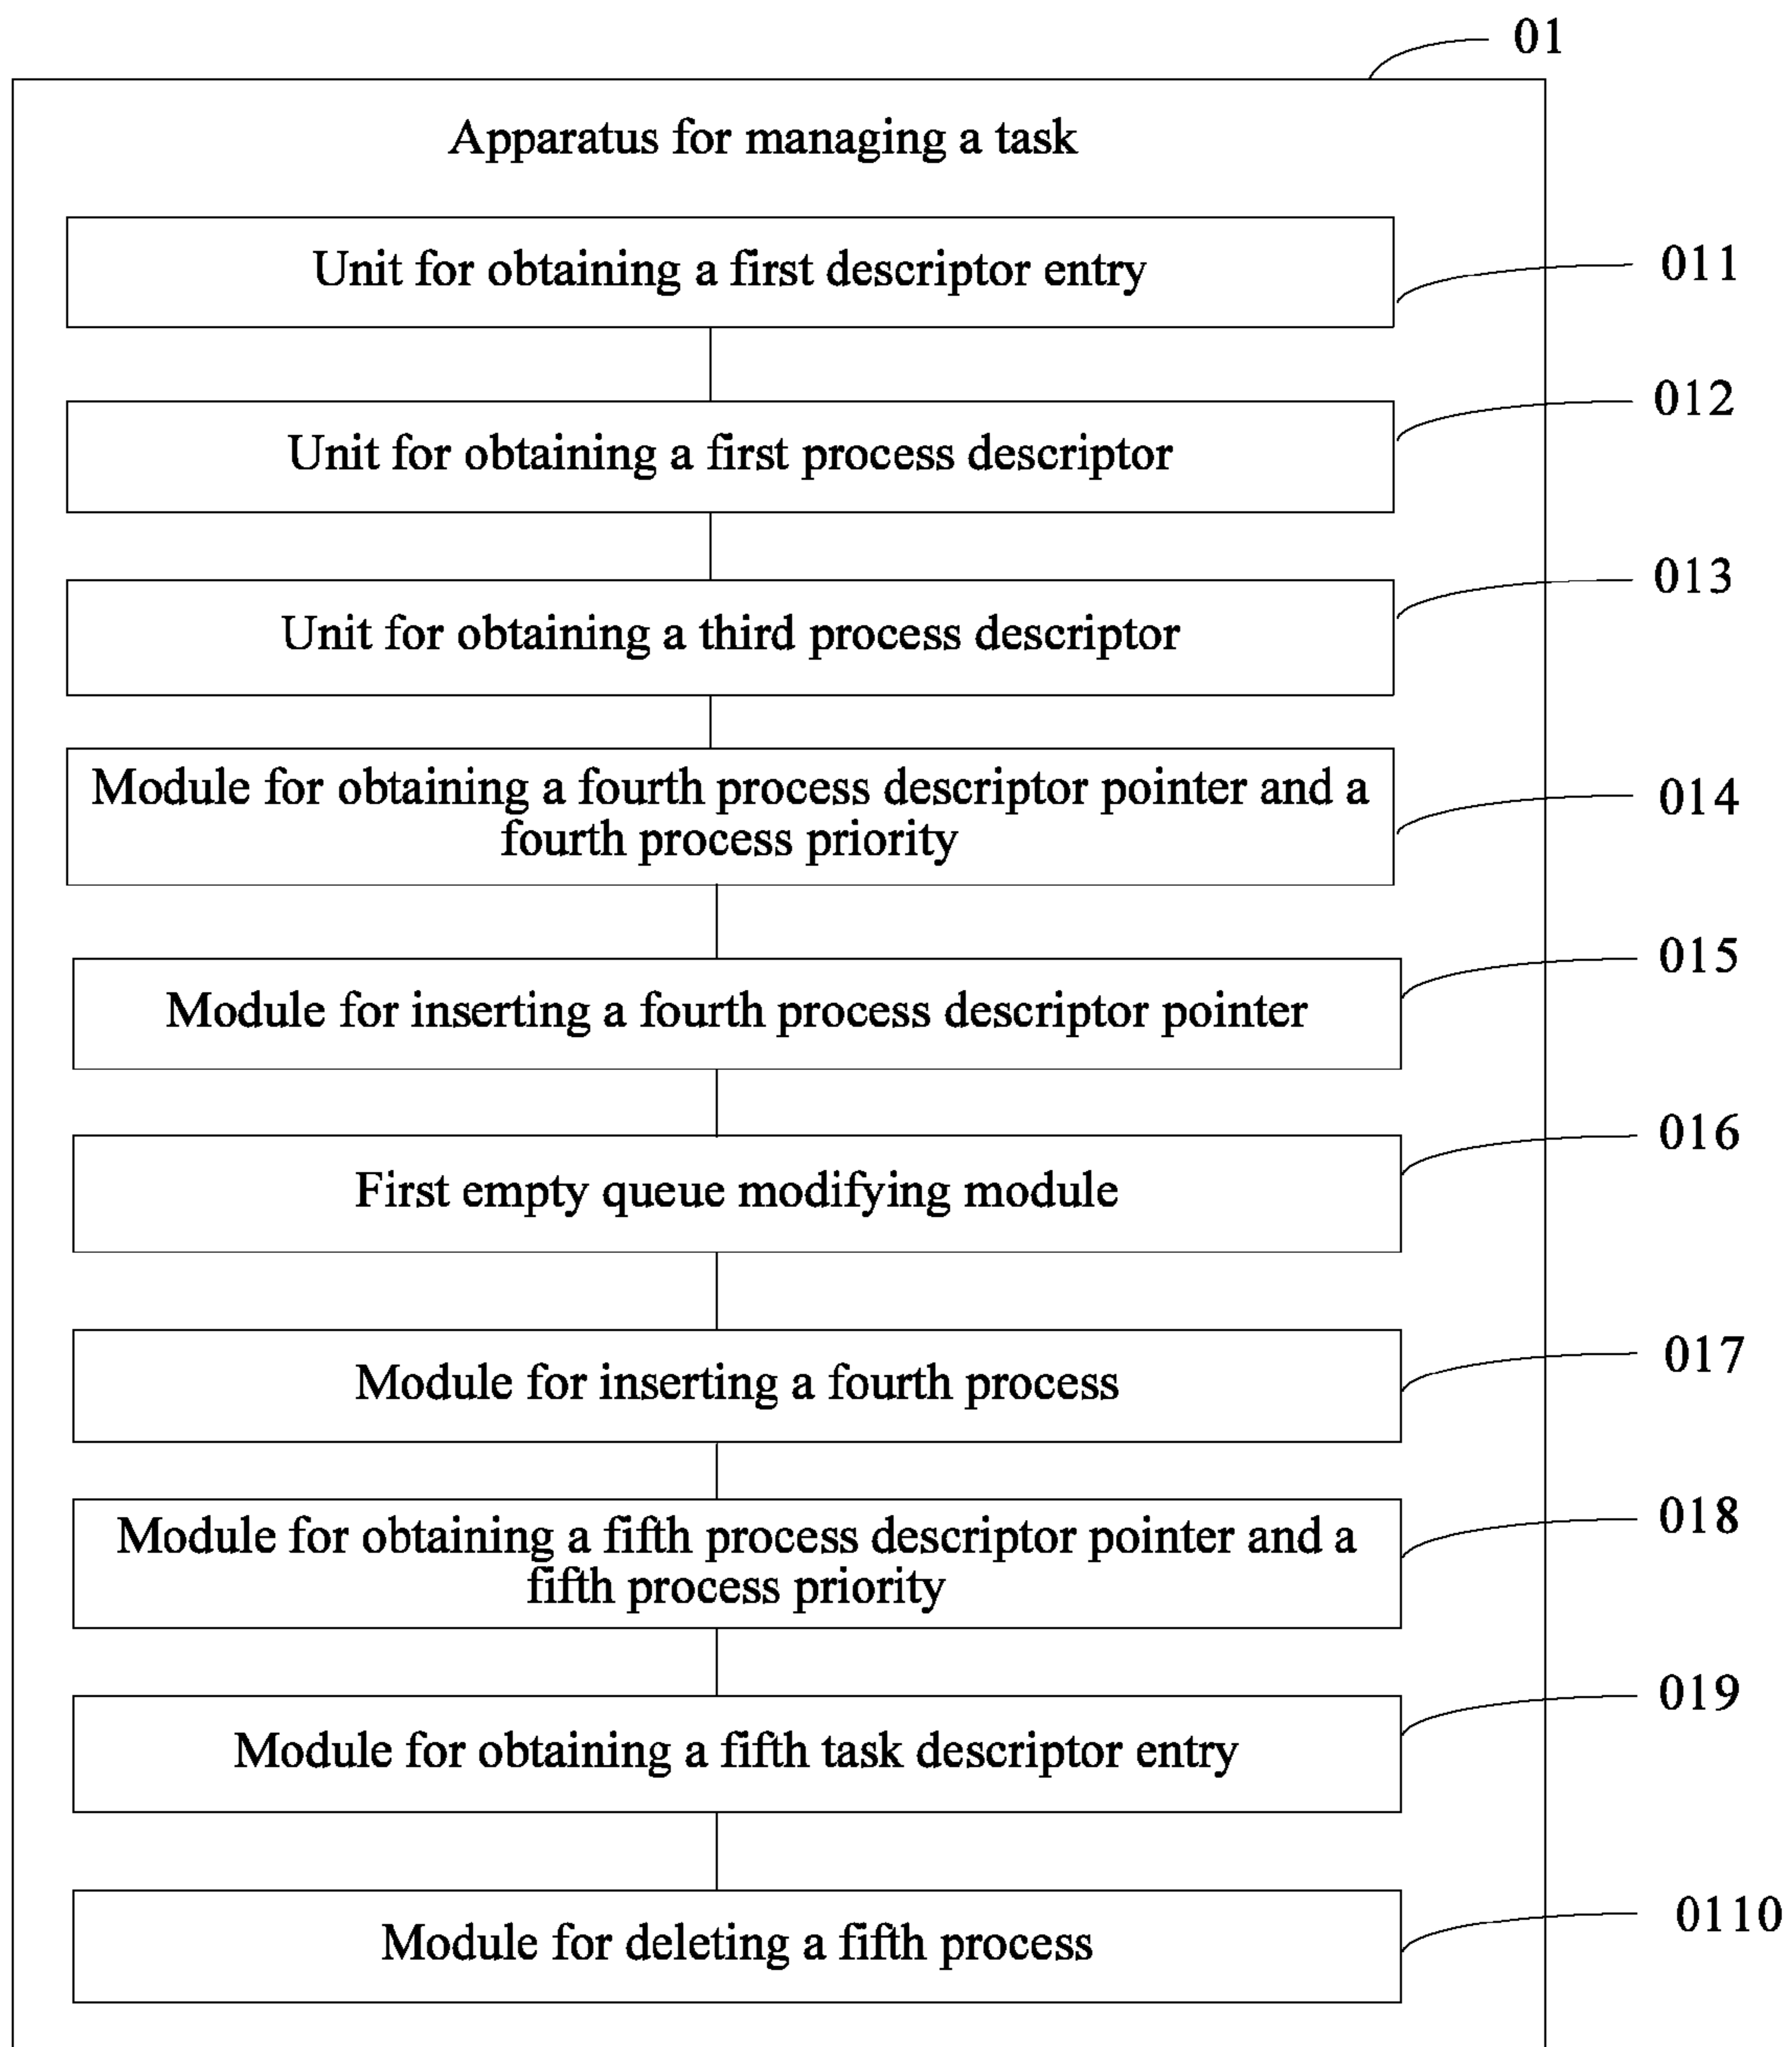 01
Apparatus for managing a task
Unit for obtaining a first descriptor entry
011
Unit for obtaining a first process descriptor
012
Unit for obtaining a third process descriptor
013
Module for obtaining a fourth process descriptor pointer and a
fourth process priority
014
Module for inserting a fourth process descriptor pointer
015
First empty queue modifying module
016
Module for inserting a fourth process
017
Module for obtaining a fifth process descriptor pointer and a
fifth process priority
018
Module for obtaining a fifth task descriptor entry
019
Module for deleting a fifth process
0110